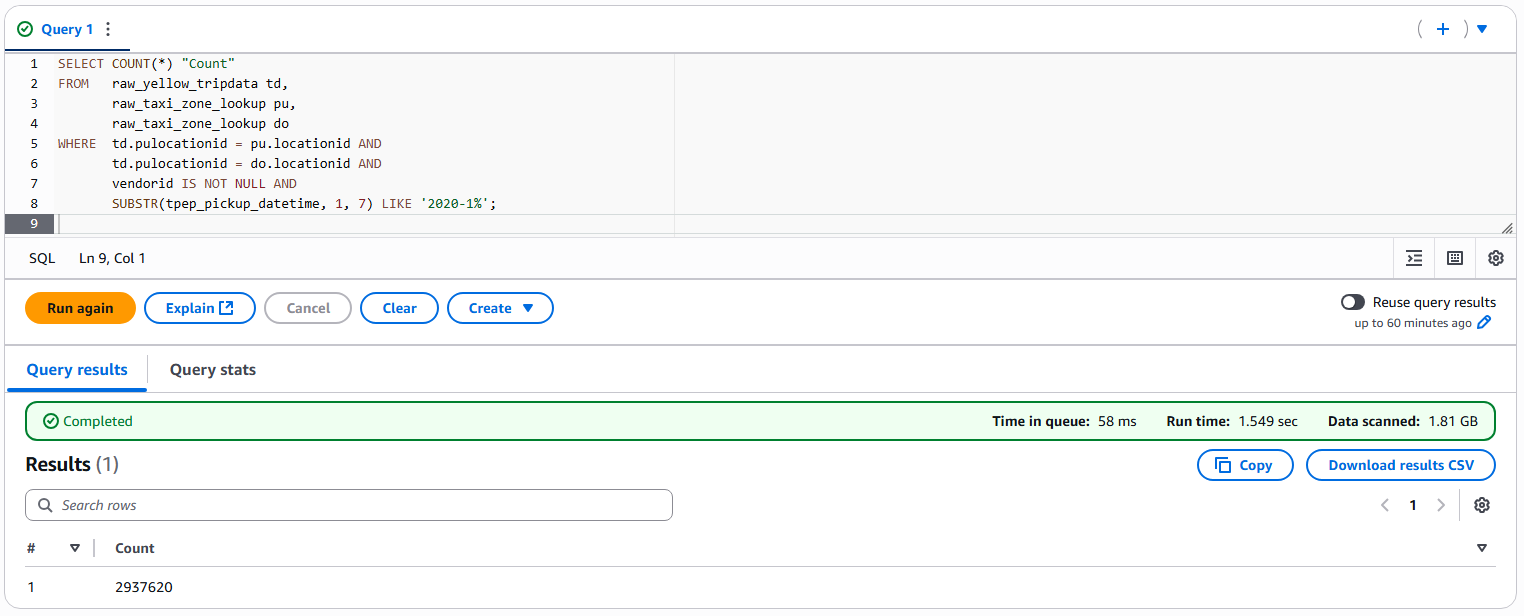 Query 1
( + )
1 SELECT COUNT(*) "Count"
2 FROM   raw_yellow_tripdata td,
3        raw_taxi_zone_lookup pu,
4        raw_taxi_zone_lookup do
5 WHERE  td.pulocationid = pu.locationid AND
6        td.pulocationid = do.locationid AND
7        vendorid IS NOT NULL AND
8        SUBSTR(tpep_pickup_datetime, 1, 7) LIKE '2020-1%';
9
SQL Ln 9, Col 1
Run again Explain Cancel Clear Create Reuse query results
up to 60 minutes ago
Query results Query stats
Completed Time in queue: 58 ms Run time: 1.549 sec Data scanned: 1.81 GB
Results (1) Copy Download results CSV
Search rows 1
# Count
1 2937620